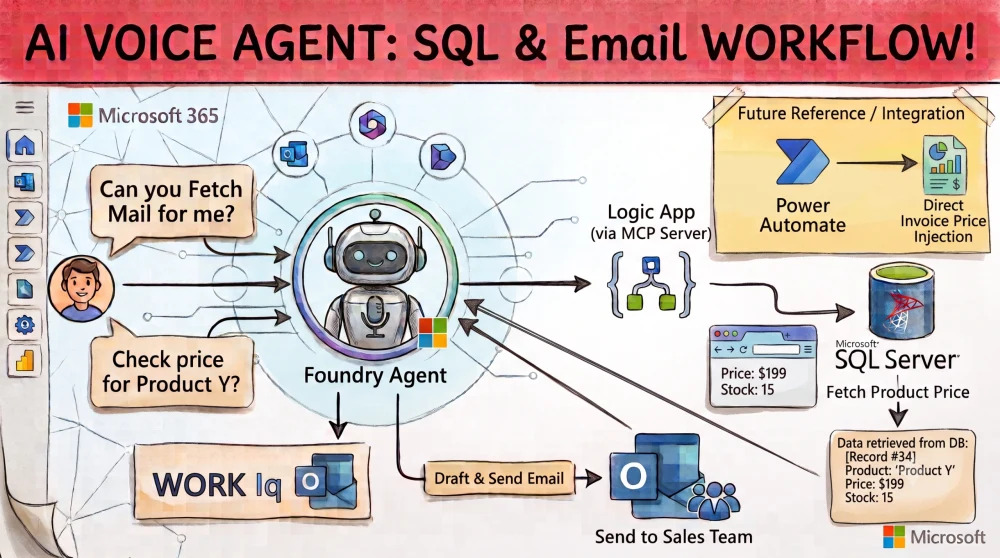 AI VOICE AGENT: SQL & Email WORKFLOW!
Microsoft 365
Can you Fetch
Mail for me?
Check price
for Product Y?
Foundry Agent
WORK Iq
Draft & Send Email
Send to Sales Team
Logic App
(via MCP Server)
Future Reference / Integration
Power
Automate
Direct
Invoice Price
Injection
Price: $199
Stock: 15
Microsoft
SQL Server
Fetch Product Price
Data retrieved from DB:
[Record #34]
Product: 'Product Y'
Price: $199
Stock: 15
Microsoft